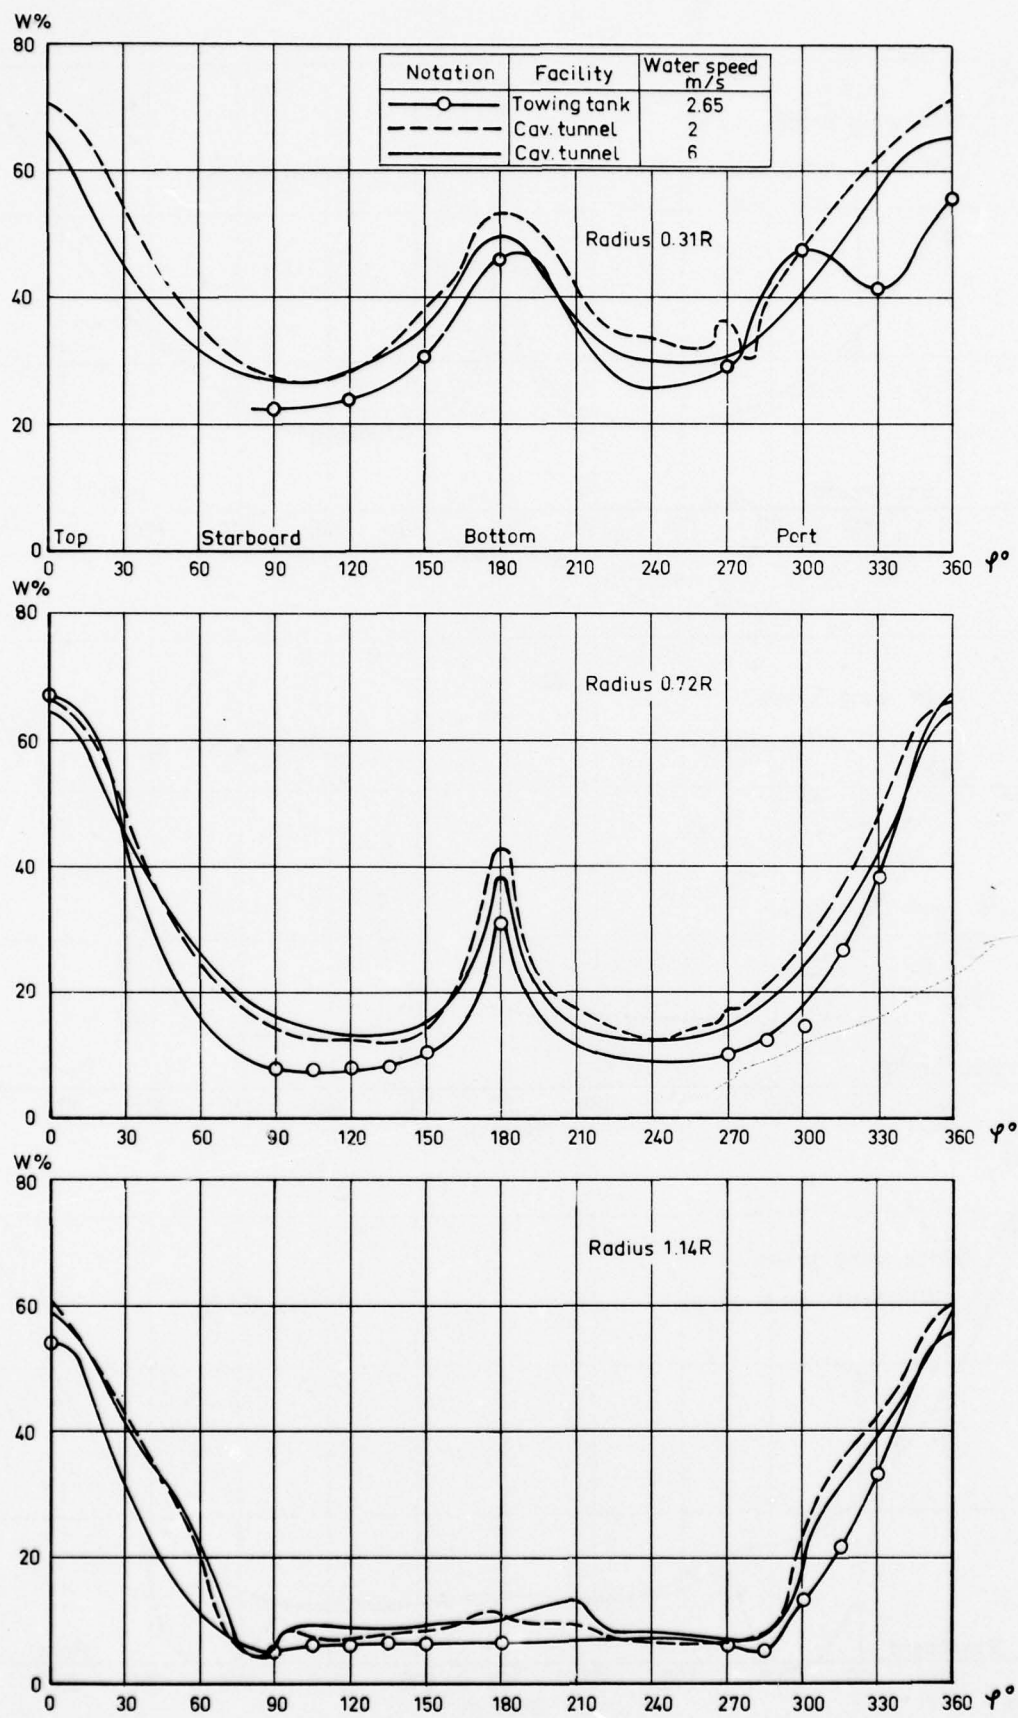 W%
80
Notation Facility Water speed m/s
Towing tank 2.65
Cav. tunnel 2
Cav. tunnel 6
60
Radius 0.31R
40
20
Top Starboard Bottom Port
0
0 30 60 90 120 150 180 210 240 270 300 330 360 φ°
W%
80
Radius 0.72R
60
40
20
0
0 30 60 90 120 150 180 210 240 270 300 330 360 φ°
W%
80
Radius 1.14R
60
40
20
0
0 30 60 90 120 150 180 210 240 270 300 330 360 φ°